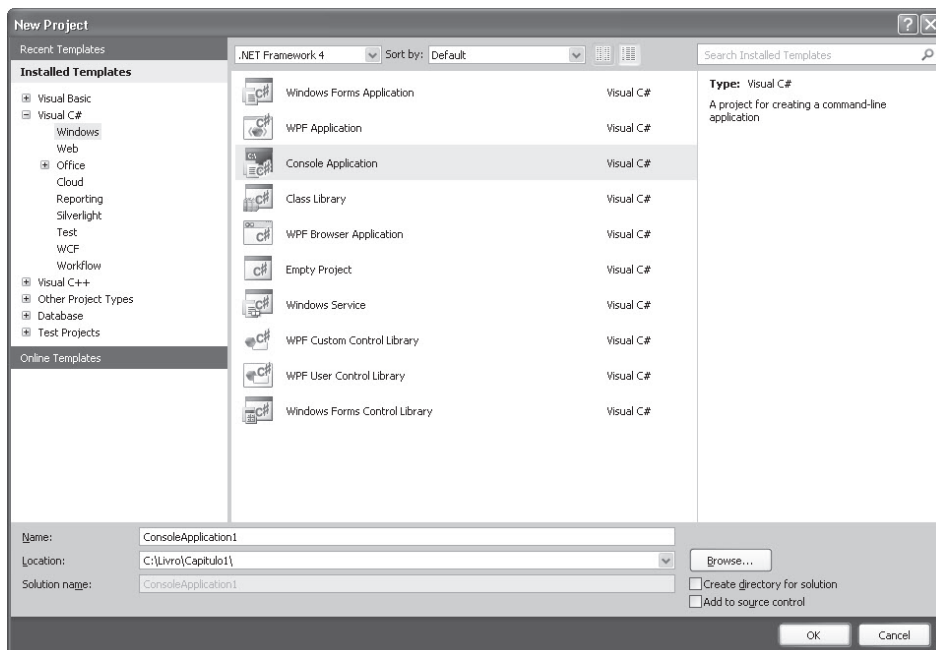 New Project
Recent Templates
Installed Templates
Visual Basic
Visual C#
Windows
Web
Office
Cloud
Reporting
Silverlight
Test
WCF
Workflow
Visual C++
Other Project Types
Database
Test Projects
Online Templates
.NET Framework 4 Sort by: Default
Windows Forms Application Visual C#
WPF Application Visual C#
Console Application Visual C#
Class Library Visual C#
WPF Browser Application Visual C#
Empty Project Visual C#
Windows Service Visual C#
WPF Custom Control Library Visual C#
WPF User Control Library Visual C#
Windows Forms Control Library Visual C#
Search Installed Templates
Type: Visual C#
A project for creating a command-line
application
Name: ConsoleApplication1
Location: C:\Livro\Capitulo1\ Browse...
Solution name: ConsoleApplication1 Create directory for solution
Add to source control
OK Cancel